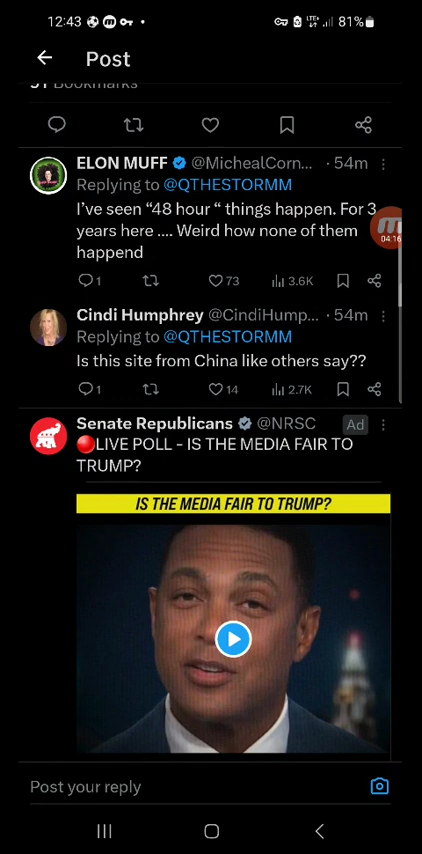 12:43
LTE+
81%
Post
51 Bookmarks
ELON MUFF @MichealCorn... · 54m
Replying to @QTHESTORMM
I've seen “48 hour “ things happen. For 3
04:16
years here .... Weird how none of them
happend
1 73 3.6K
Cindi Humphrey @CindiHump... · 54m
Replying to @QTHESTORMM
Is this site from China like others say??
1 14 2.7K
Senate Republicans @NRSC Ad
LIVE POLL - IS THE MEDIA FAIR TO
TRUMP?
IS THE MEDIA FAIR TO TRUMP?
Post your reply